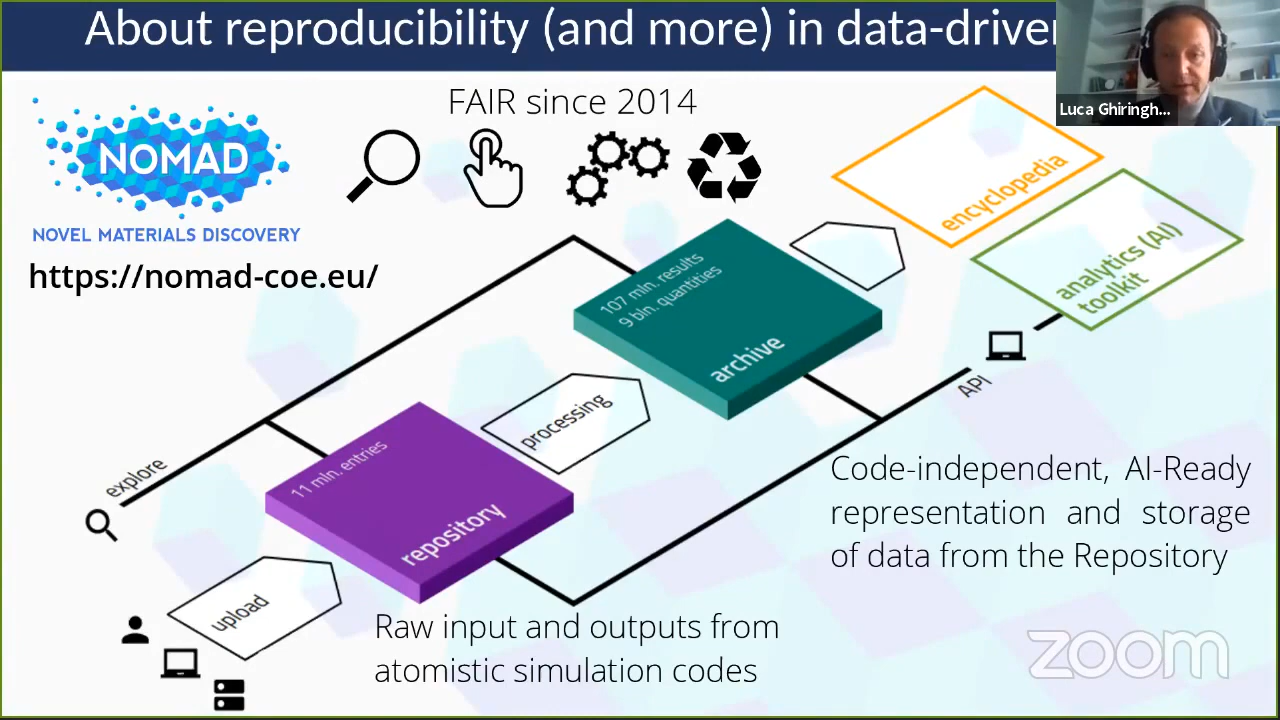 About reproducibility (and more) in data-driven
Luca Ghiringh...
FAIR since 2014
NOMAD
NOVEL MATERIALS DISCOVERY
https://nomad-coe.eu/
encyclopedia
analytics (AI)
toolkit
107 mln. results
9 bln. quantities
archive
API
processing
explore
11 mln. entries
repository
upload
Code-independent, AI-Ready
representation and storage
of data from the Repository
Raw input and outputs from
atomistic simulation codes
zoom